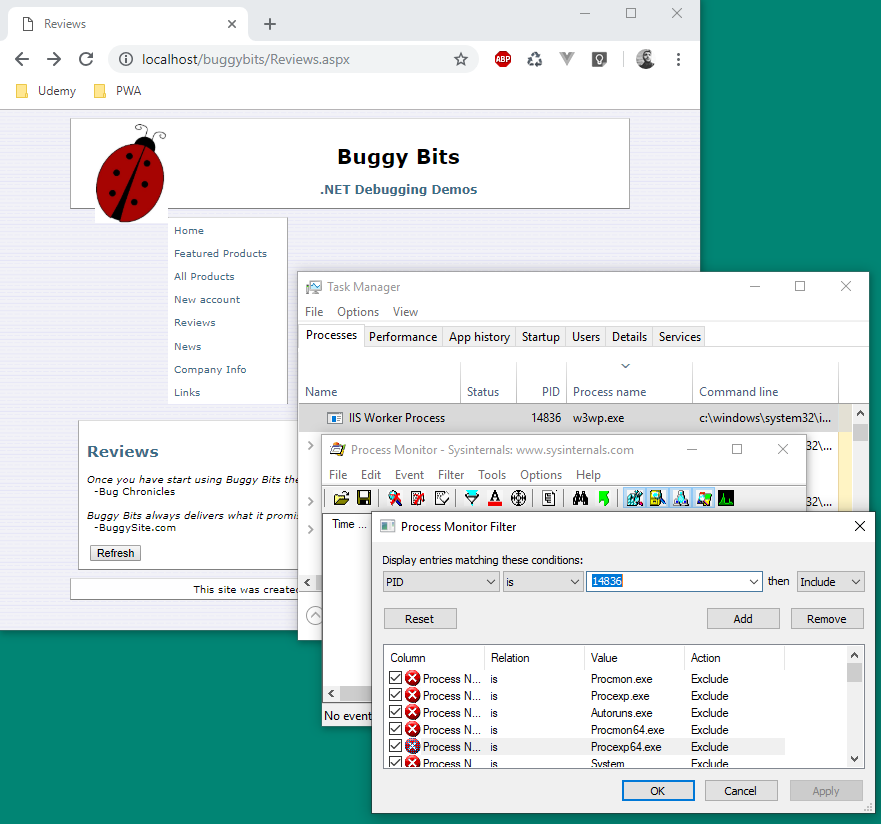 Reviews
localhost/buggybits/Reviews.aspx
ABP
Udemy PWA
Buggy Bits
.NET Debugging Demos
Home
Featured Products
All Products
New account
Reviews
News
Company Info
Links
Reviews
Once you have start using Buggy Bits the
-Bug Chronicles
Buggy Bits always delivers what it promis
-BuggySite.com
Refresh
This site was created
Task Manager
File Options View
Processes Performance App history Startup Users Details Services
Name Status PID Process name Command line
IIS Worker Process 14836 w3wp.exe c:\windows\system32\i...
32\...
32\...
Process Monitor - Sysinternals: www.sysinternals.com
File Edit Event Filter Tools Options Help
Time ...
No event
Process Monitor Filter
Display entries matching these conditions:
PID is 14836 then Include
Reset Add Remove
Column Relation Value Action
Process N... is Procmon.exe Exclude
Process N... is Procexp.exe Exclude
Process N... is Autoruns.exe Exclude
Process N... is Procmon64.exe Exclude
Process N... is Procexp64.exe Exclude
Process N... is System Exclude
OK Cancel Apply